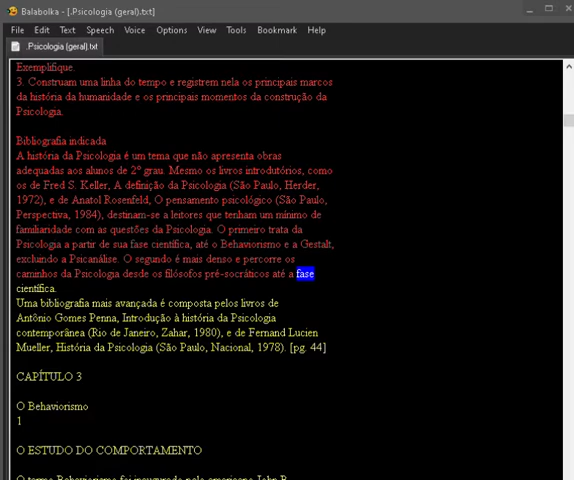 Balabolka - [.Psicologia (geral).txt]
File Edit Text Speech Voice Options View Tools Bookmark Help
.Psicologia (geral).txt
Exemplifique.
3. Construam uma linha do tempo e registrem nela os principais marcos
da história da humanidade e os principais momentos da construção da
Psicologia.
Bibliografia indicada
A história da Psicologia é um tema que não apresenta obras
adequadas aos alunos de 2º grau. Mesmo os livros introdutórios, como
os de Fred S. Keller, A definição da Psicologia (São Paulo, Herder,
1972), e de Anatol Rosenfeld, O pensamento psicológico (São Paulo,
Perspectiva, 1984), destinam-se a leitores que tenham um mínimo de
familiaridade com as questões da Psicologia. O primeiro trata da
Psicologia a partir de sua fase científica, até o Behaviorismo e a Gestalt,
excluindo a Psicanálise. O segundo é mais denso e percorre os
caminhos da Psicologia desde os filósofos pré-socráticos até a fase
científica.
Uma bibliografia mais avançada é composta pelos livros de
Antônio Gomes Penna, Introdução à história da Psicologia
contemporânea (Rio de Janeiro, Zahar, 1980), e de Fernand Lucien
Mueller, História da Psicologia (São Paulo, Nacional, 1978). [pg. 44]
CAPÍTULO 3
O Behaviorismo
1
O ESTUDO DO COMPORTAMENTO
O termo Behaviorismo foi inaugurado pelo americano John B.